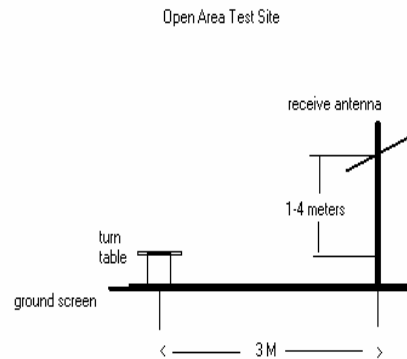 Open Area Test Site
receive antenna
1-4 meters
turn
table
ground screen
3 M